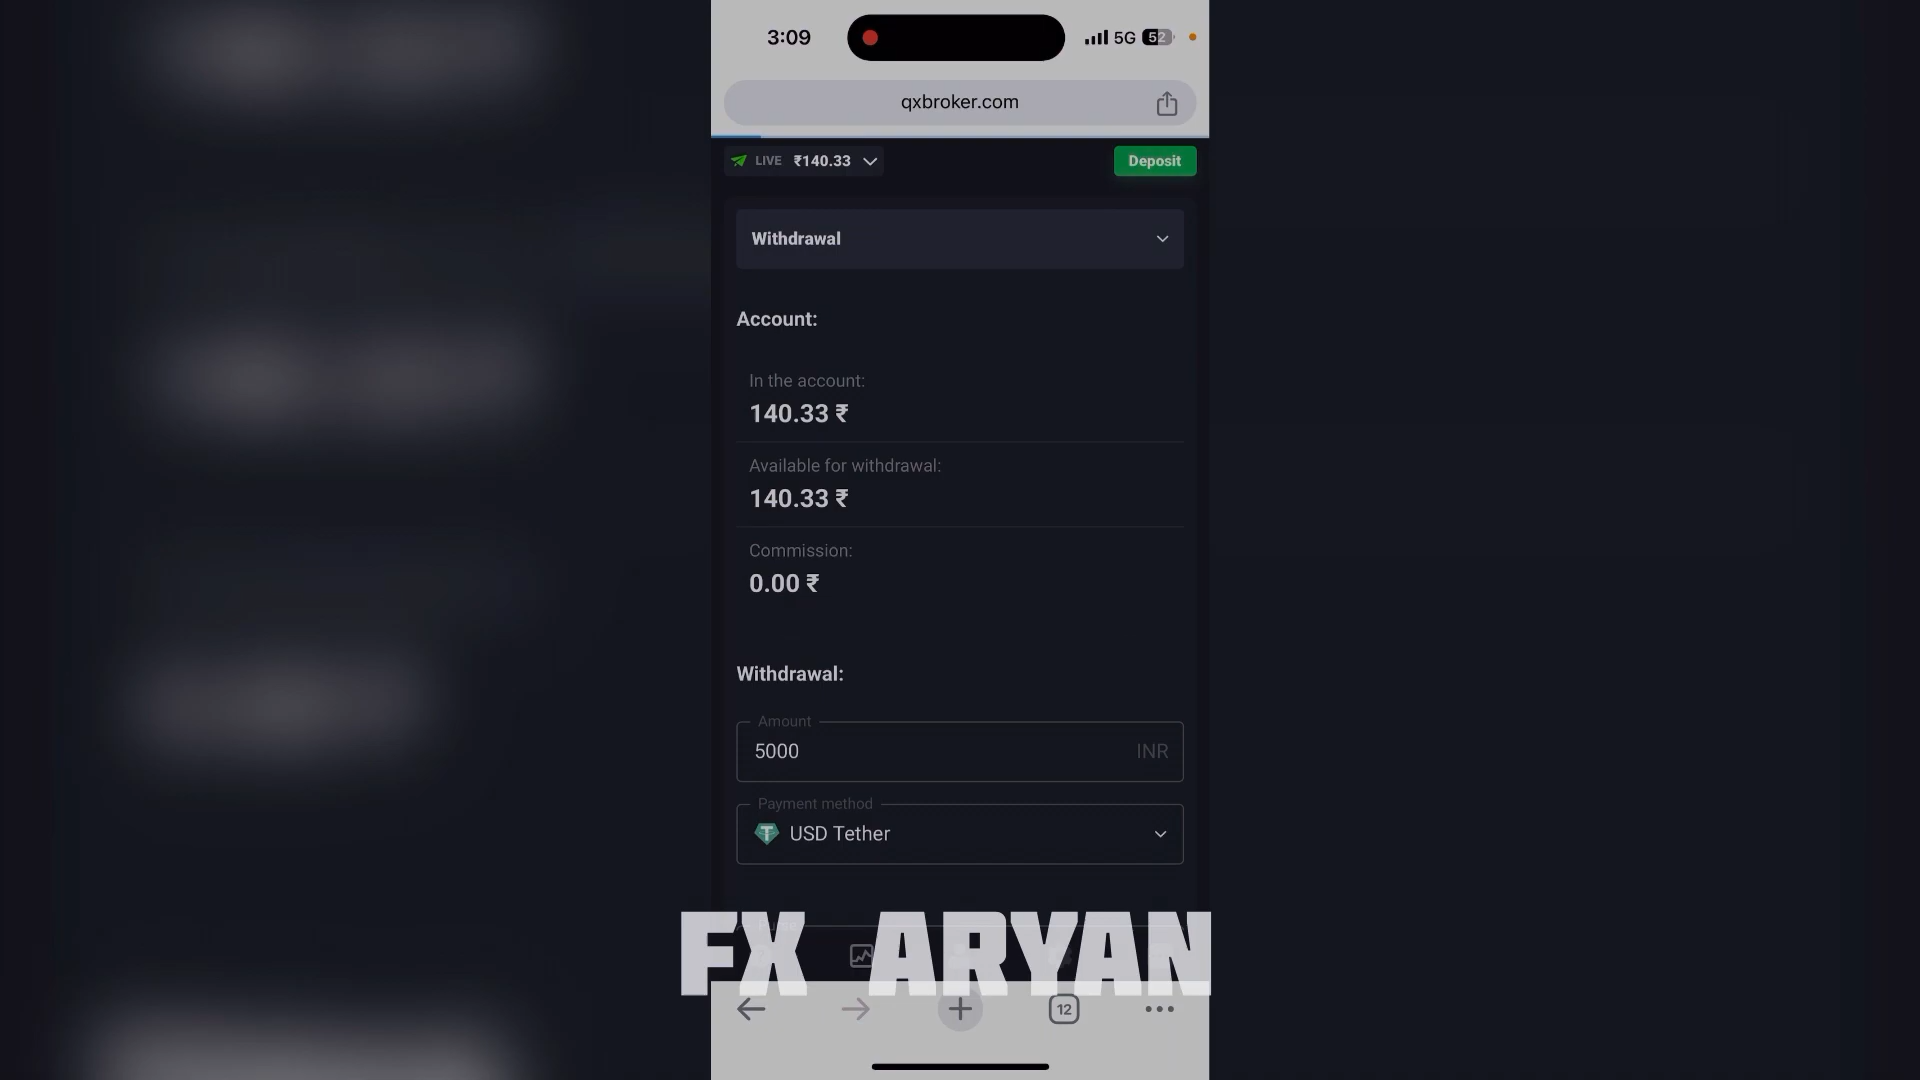 3:09
5G 52
qxbroker.com
LIVE ₹140.33
Deposit
Withdrawal
Account:
In the account:
140.33 ₹
Available for withdrawal:
140.33 ₹
Commission:
0.00 ₹
Withdrawal:
Amount
5000 INR
Payment method
USD Tether
FX ARYAN
12